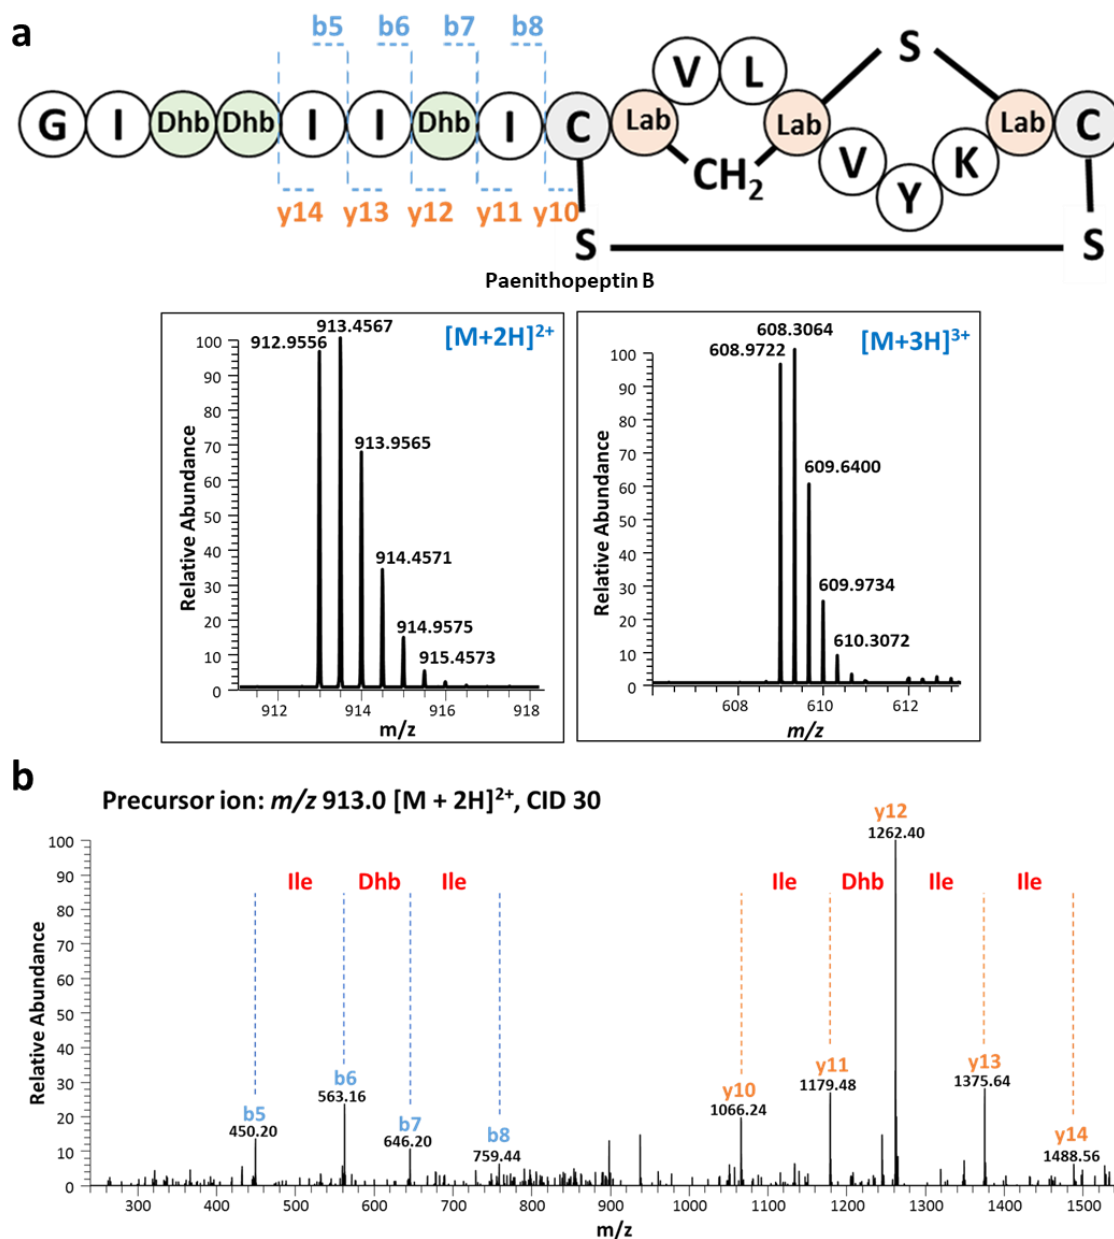 a
b5 b6 b7 b8
G I Dhb Dhb I I Dhb I C Lab V L Lab S V Y K Lab C
CH2
y14 y13 y12 y11 y10
S S
Paenithopeptin B
[M+2H]2+
912.9556
913.4567
913.9565
914.4571
914.9575
915.4573
Relative Abundance
100
90
80
70
60
50
40
30
20
10
0
912 914 916 918
m/z
[M+3H]3+
608.9722
608.3064
609.6400
609.9734
610.3072
Relative Abundance
100
90
80
70
60
50
40
30
20
10
0
608 610 612
m/z
b
Precursor ion: m/z 913.0 [M + 2H]2+, CID 30
y12
1262.40
Ile Dhb Ile Ile Dhb Ile Ile
b5
450.20
b6
563.16
b7
646.20
b8
759.44
y10
1066.24
y11
1179.48
y13
1375.64
y14
1488.56
Relative Abundance
100
90
80
70
60
50
40
30
20
10
0
300 400 500 600 700 800 900 1000 1100 1200 1300 1400 1500
m/z